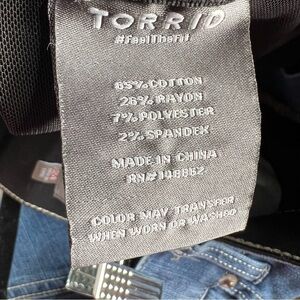 TORRID
#FeelTheFit
65% COTTON
26% RAYON
7% POLYESTER
2% SPANDEX
MADE IN CHINA
RN# 148852
COLOR MAY TRANSFER
WHEN WORN OR WASHED